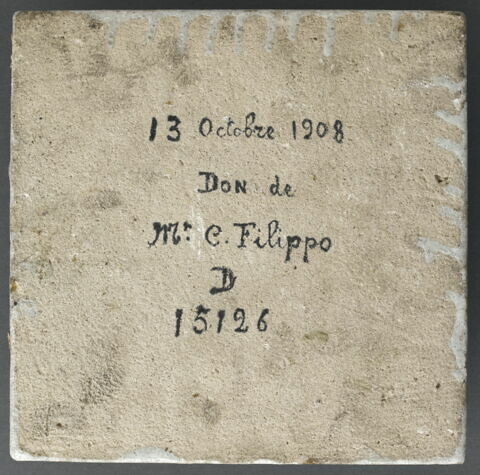 13 Octobre 1908
DON de
Mr C. Filippo
D
15126